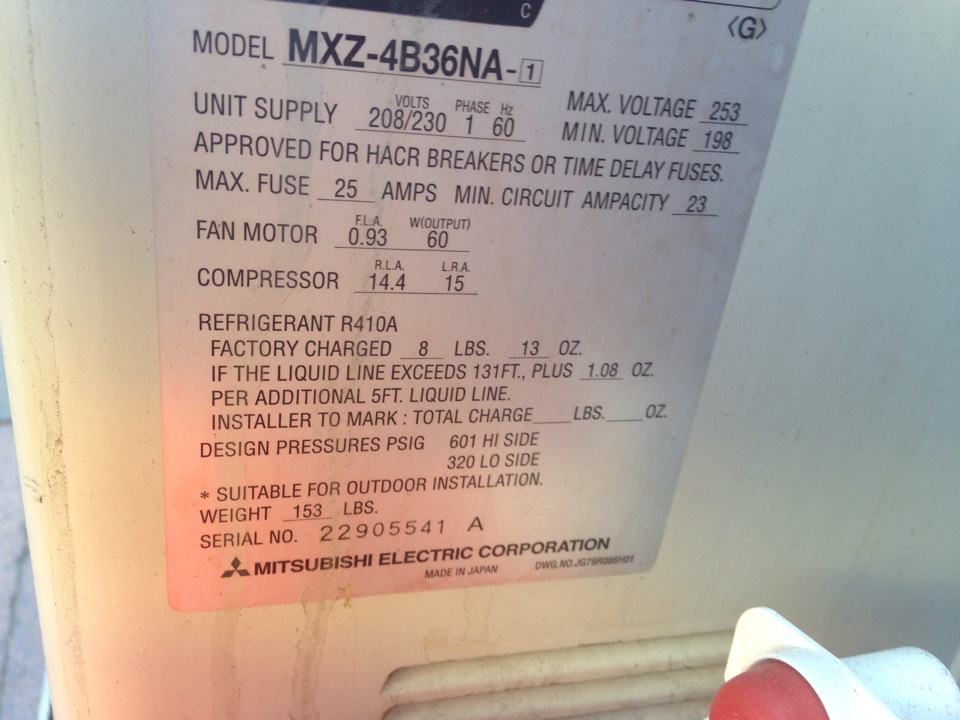 C
<G>
MODEL MXZ-4B36NA-1
VOLTS PHASE Hz
UNIT SUPPLY 208/230 1 60
MAX. VOLTAGE 253
MIN. VOLTAGE 198
APPROVED FOR HACR BREAKERS OR TIME DELAY FUSES.
MAX. FUSE 25 AMPS MIN. CIRCUIT AMPACITY 23
F.L.A. W(OUTPUT)
FAN MOTOR 0.93 60
R.L.A. L.R.A.
COMPRESSOR 14.4 15
REFRIGERANT R410A
FACTORY CHARGED 8 LBS. 13 OZ.
IF THE LIQUID LINE EXCEEDS 131FT., PLUS 1.08 OZ.
PER ADDITIONAL 5FT. LIQUID LINE.
INSTALLER TO MARK : TOTAL CHARGE____LBS.____OZ.
DESIGN PRESSURES PSIG 601 HI SIDE
320 LO SIDE
* SUITABLE FOR OUTDOOR INSTALLATION.
WEIGHT 153 LBS.
SERIAL NO. 22905541 A
MITSUBISHI ELECTRIC CORPORATION
MADE IN JAPAN DWG.NO.JG79R086H01